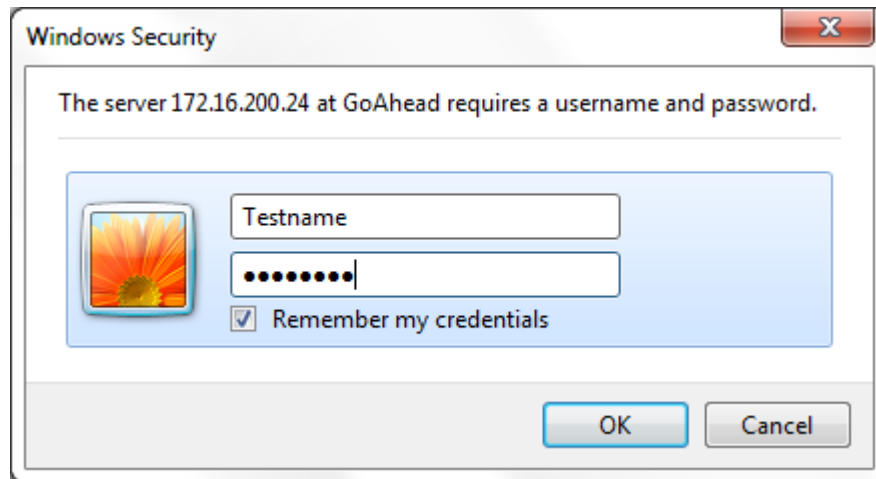 Windows Security
The server 172.16.200.24 at GoAhead requires a username and password.
Testname
●●●●●●●●
Remember my credentials
OK Cancel